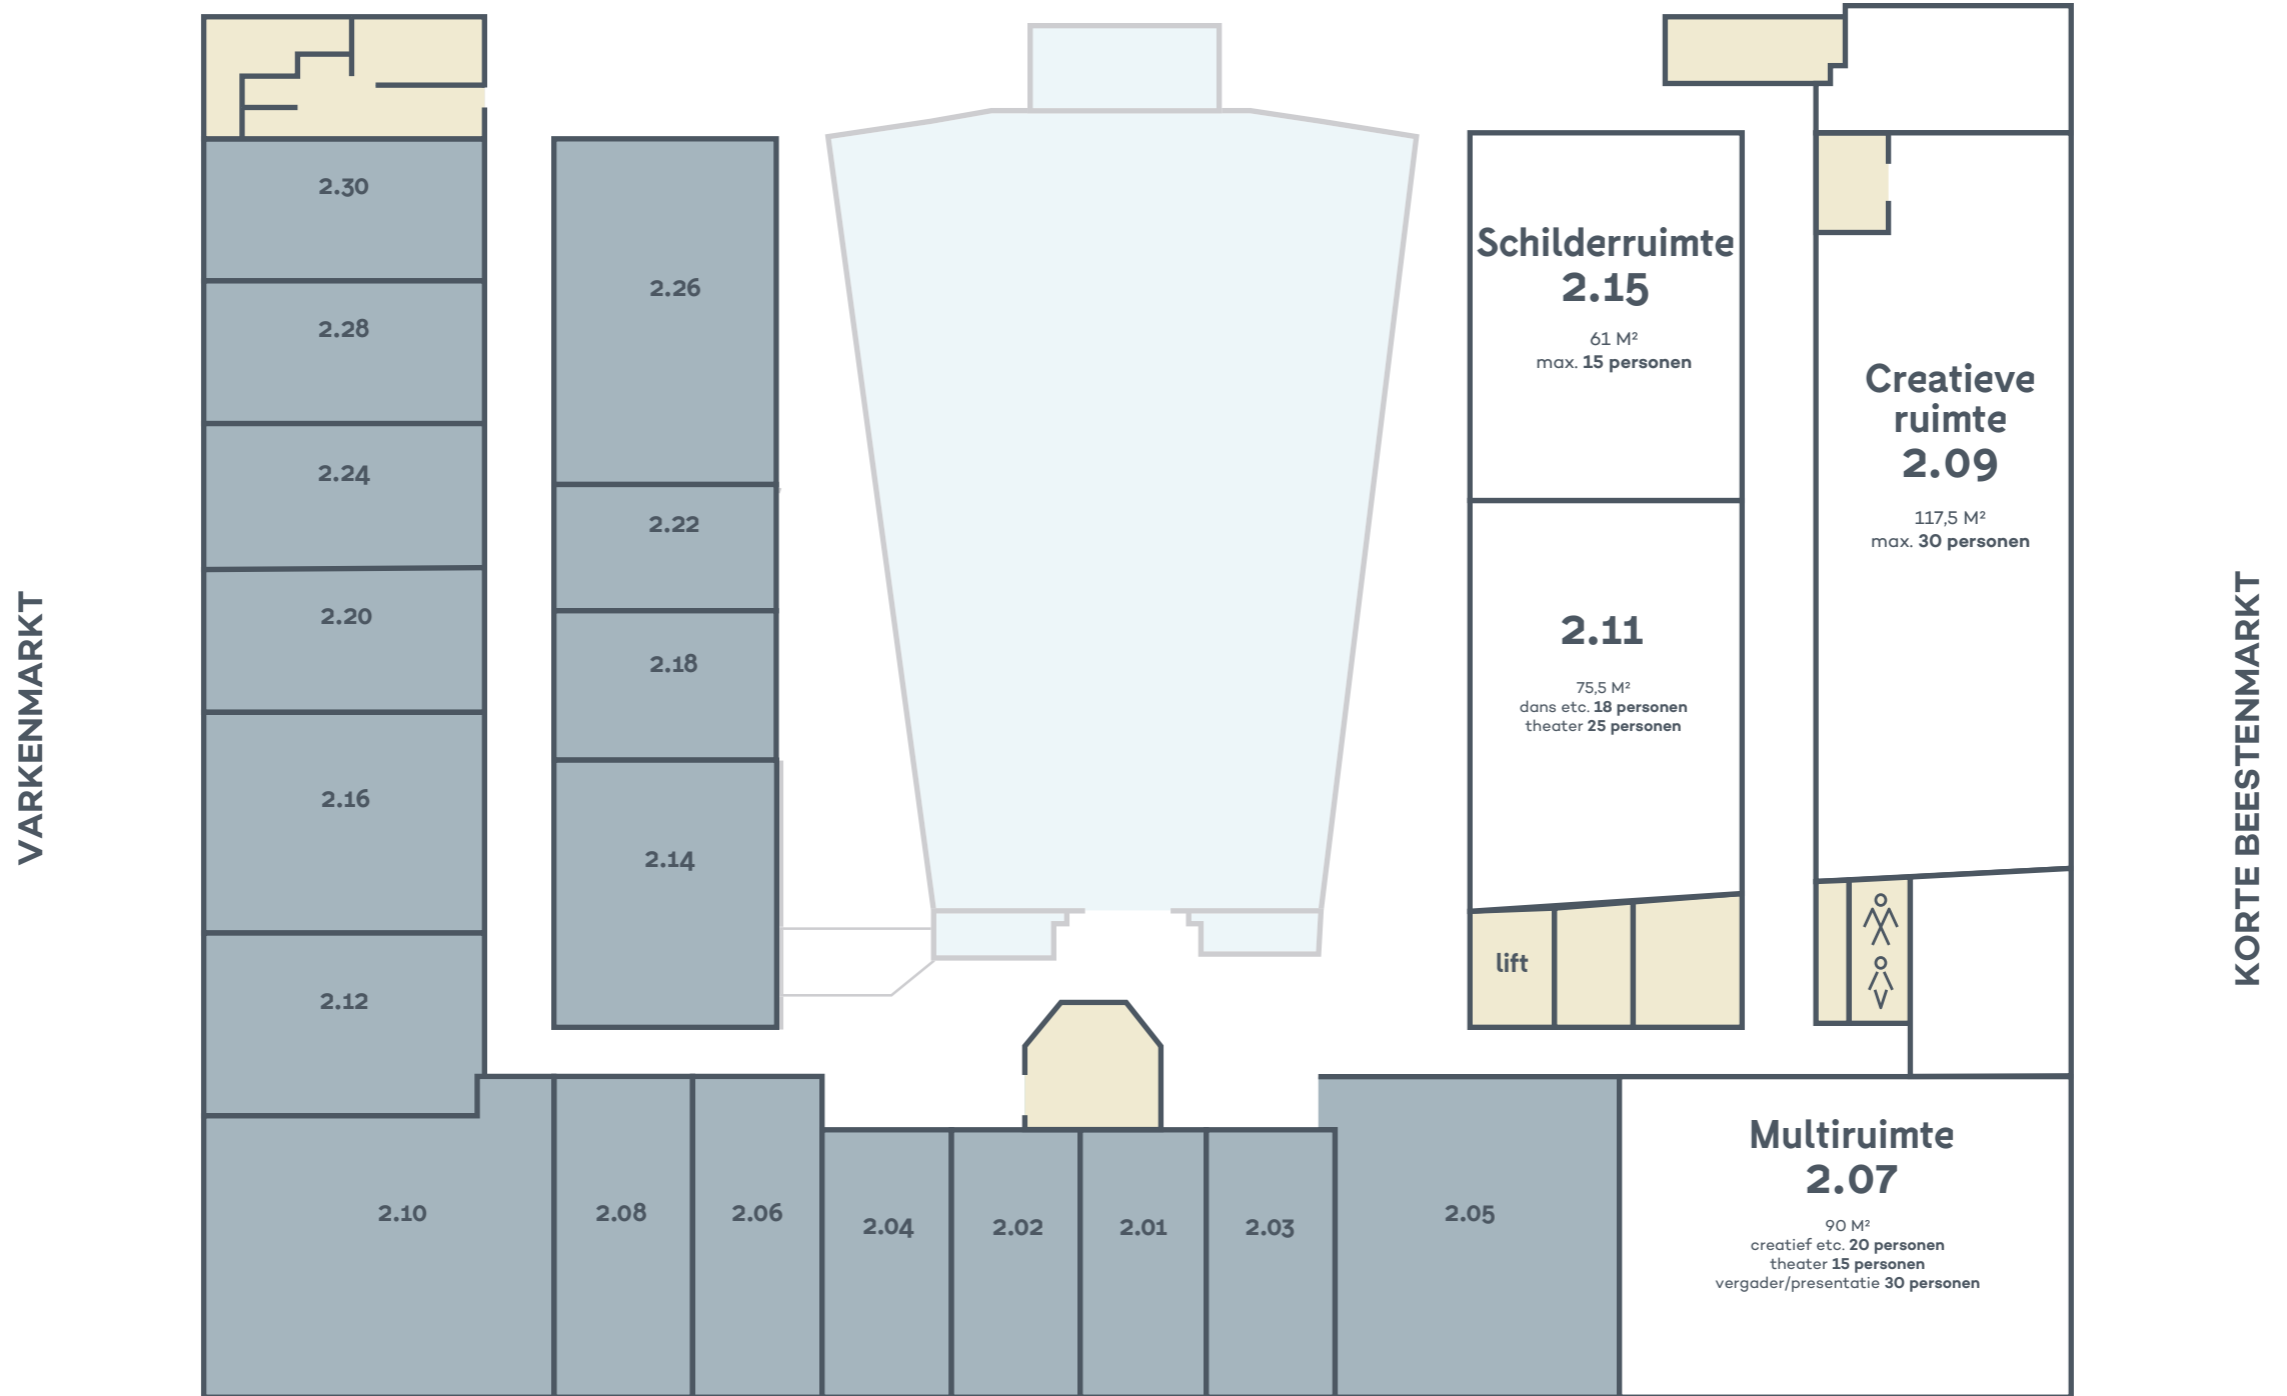 VARKENMARKT
2.30
2.28
2.24
2.20
2.16
2.12
2.26
2.22
2.18
2.14
2.10
2.08
2.06
2.04
2.02
2.01
2.03
2.05
Schilderruimte
2.15
61 M²
max. 15 personen
2.11
75,5 M²
dans etc. 18 personen
theater 25 personen
lift
Creatieve
ruimte
2.09
117,5 M²
max. 30 personen
Multiruimte
2.07
90 M²
creatief etc. 20 personen
theater 15 personen
vergader/presentatie 30 personen
KORTE BEESTENMARKT